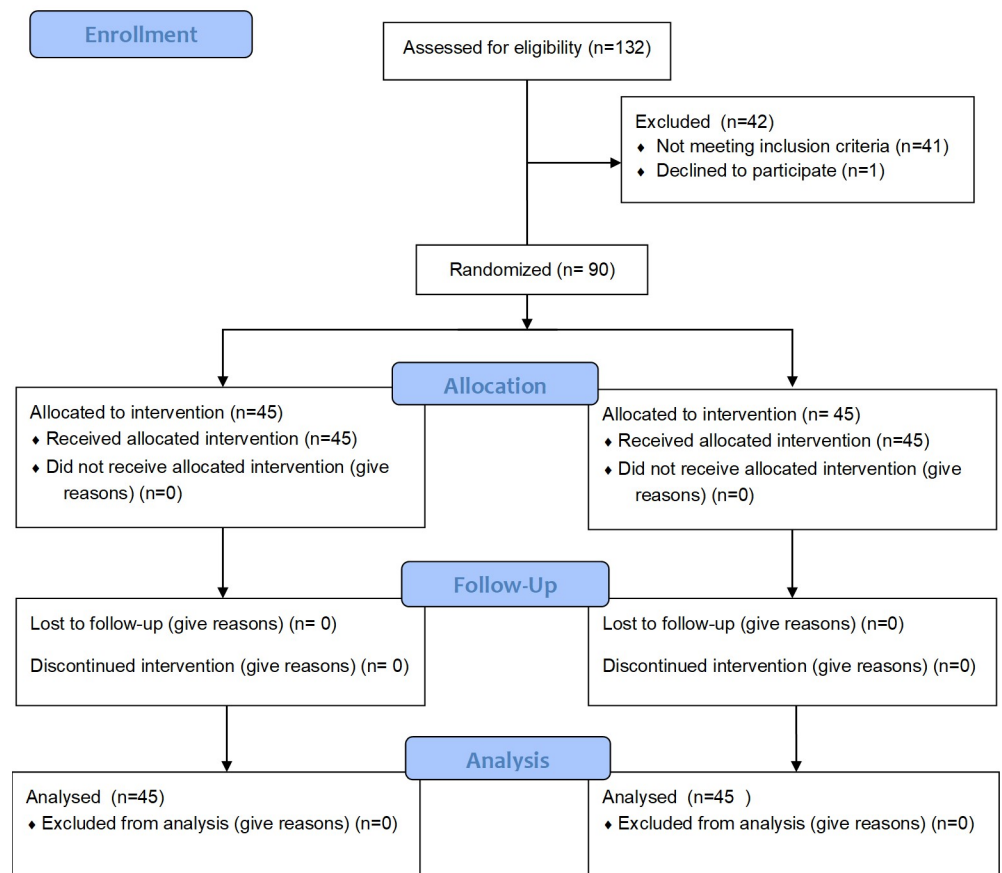 Enrollment
Assessed for eligibility (n=132)
Excluded (n=42)
♦ Not meeting inclusion criteria (n=41)
♦ Declined to participate (n=1)
Randomized (n= 90)
Allocation
Allocated to intervention (n=45)
♦ Received allocated intervention (n=45)
♦ Did not receive allocated intervention (give
reasons) (n=0)
Allocated to intervention (n= 45)
♦ Received allocated intervention (n=45)
♦ Did not receive allocated intervention (give
reasons) (n=0)
Follow-Up
Lost to follow-up (give reasons) (n= 0)
Discontinued intervention (give reasons) (n= 0)
Lost to follow-up (give reasons) (n=0)
Discontinued intervention (give reasons) (n=0)
Analysis
Analysed (n=45)
♦ Excluded from analysis (give reasons) (n=0)
Analysed (n=45 )
♦ Excluded from analysis (give reasons) (n=0)